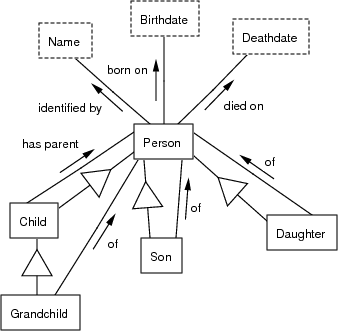 Birthdate
Name
Deathdate
born on
identified by
died on
has parent
Person
of
Child
of
Daughter
of
Son
Grandchild